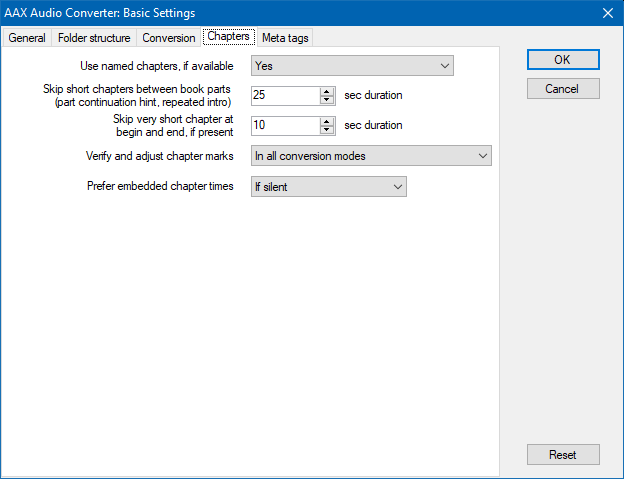 AAX Audio Converter: Basic Settings
General Folder structure Conversion Chapters Meta tags
Use named chapters, if available Yes
Skip short chapters between book parts
(part continuation hint, repeated intro) 25 sec duration
Skip very short chapter at
begin and end, if present 10 sec duration
Verify and adjust chapter marks In all conversion modes
Prefer embedded chapter times If silent
OK
Cancel
Reset